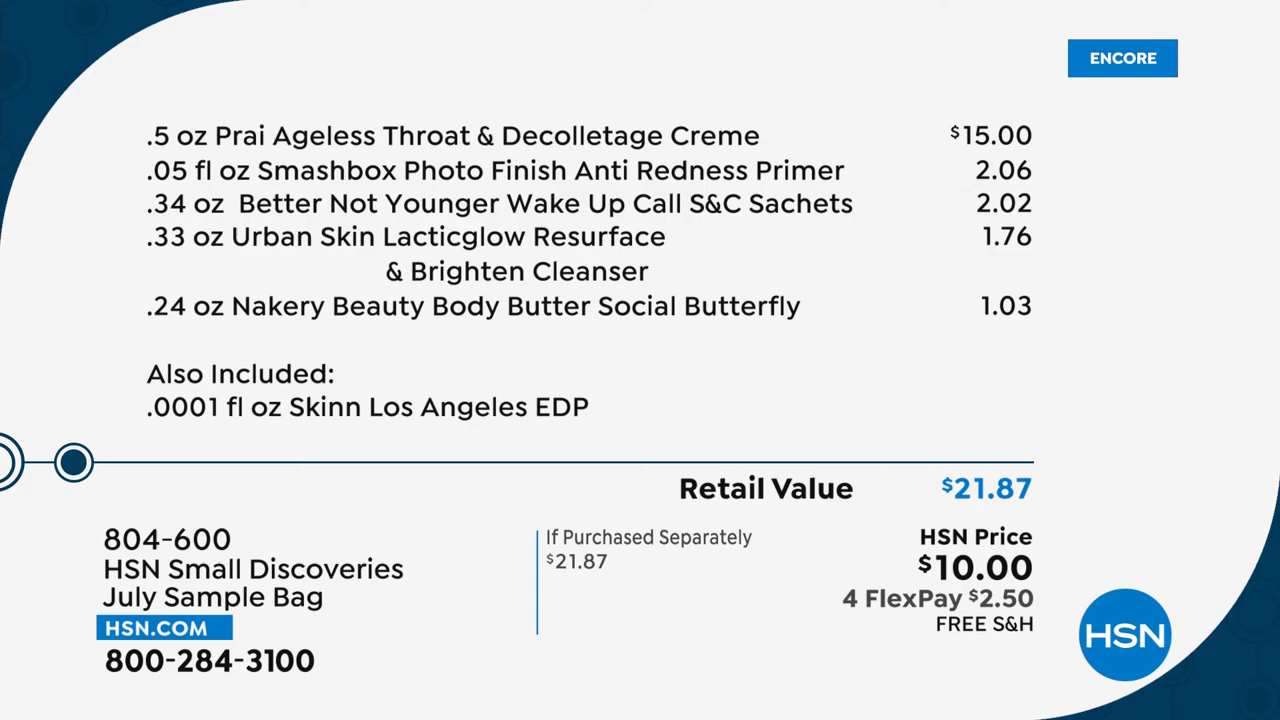 ENCORE
.5 oz Prai Ageless Throat & Decolletage Creme $15.00
.05 fl oz Smashbox Photo Finish Anti Redness Primer 2.06
.34 oz Better Not Younger Wake Up Call S&C Sachets 2.02
.33 oz Urban Skin Lacticglow Resurface 1.76
& Brighten Cleanser
.24 oz Nakery Beauty Body Butter Social Butterfly 1.03
Also Included:
.0001 fl oz Skinn Los Angeles EDP
Retail Value $21.87
804-600
HSN Small Discoveries
July Sample Bag
HSN.COM
800-284-3100
If Purchased Separately
$21.87
HSN Price
$10.00
4 FlexPay $2.50
FREE S&H
HSN